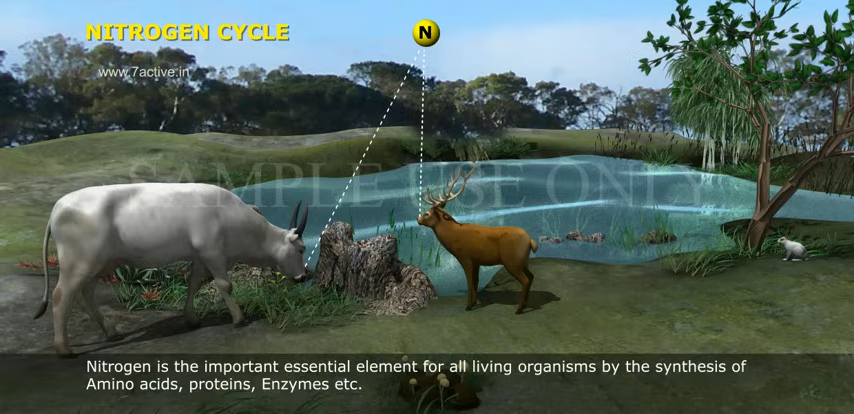 NITROGEN CYCLE
N
www.7active.in
SAMPLE USE ONLY
Nitrogen is the important essential element for all living organisms by the synthesis of
Amino acids, proteins, Enzymes etc.